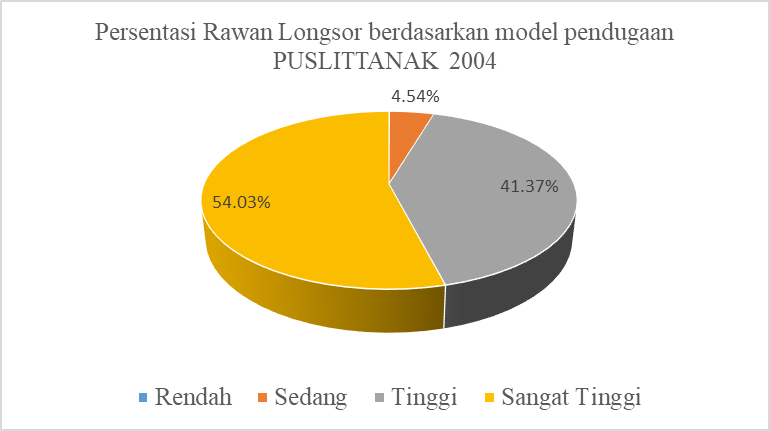 Persentasi Rawan Longsor berdasarkan model pendugaan
PUSLITTANAK 2004
4.54%
41.37%
54.03%
Rendah Sedang Tinggi Sangat Tinggi